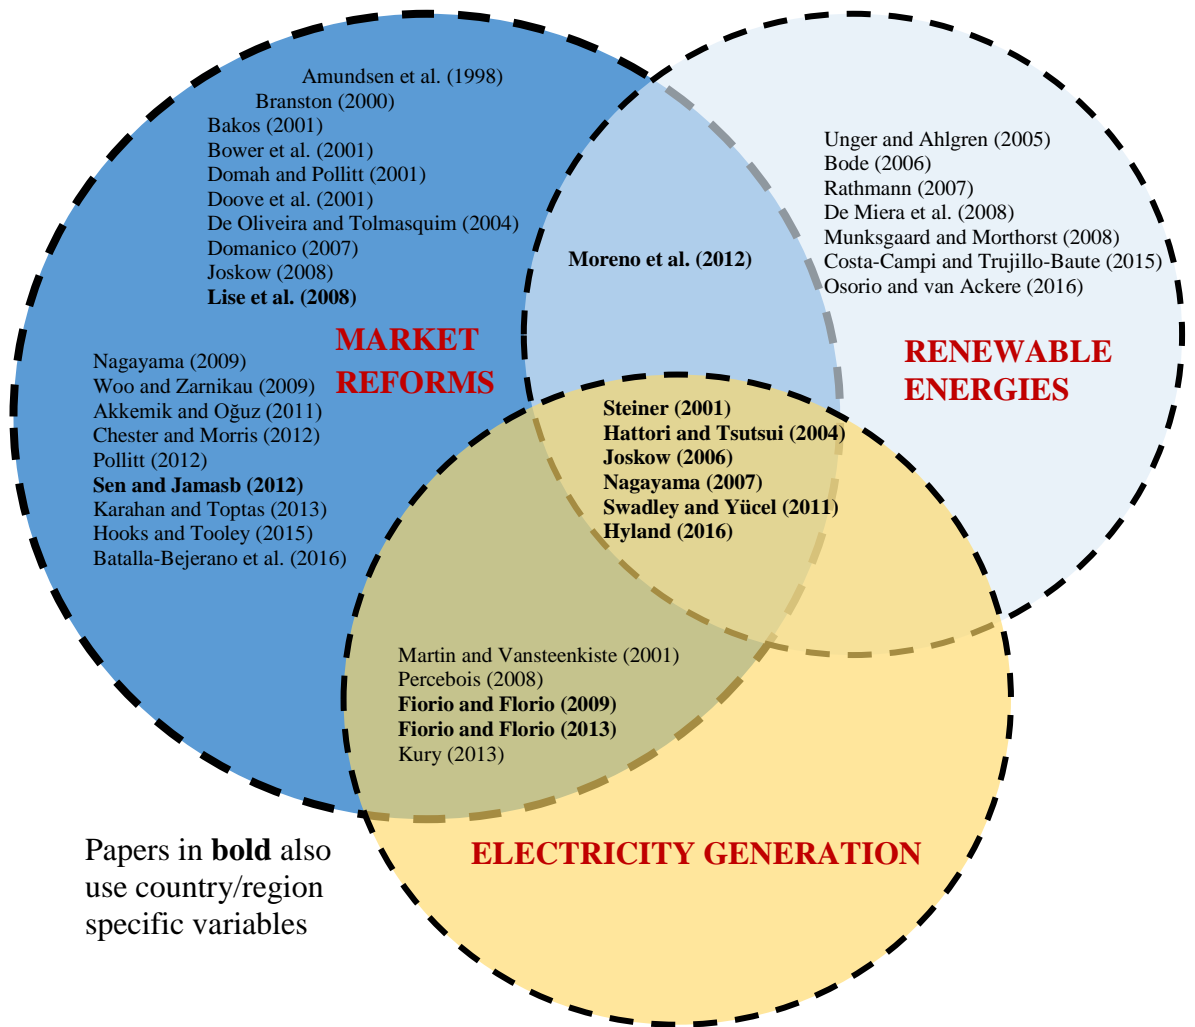 Amundsen et al. (1998)
Branston (2000)
Bakos (2001)
Bower et al. (2001)
Domah and Pollitt (2001)
Doove et al. (2001)
De Oliveira and Tolmasquim (2004)
Domanico (2007)
Joskow (2008)
Lise et al. (2008)
MARKET
REFORMS
Nagayama (2009)
Woo and Zarnikau (2009)
Akkemik and Oğuz (2011)
Chester and Morris (2012)
Pollitt (2012)
Sen and Jamasb (2012)
Karahan and Toptas (2013)
Hooks and Tooley (2015)
Batalla-Bejerano et al. (2016)
Moreno et al. (2012)
Unger and Ahlgren (2005)
Bode (2006)
Rathmann (2007)
De Miera et al. (2008)
Munksgaard and Morthorst (2008)
Costa-Campi and Trujillo-Baute (2015)
Osorio and van Ackere (2016)
RENEWABLE
ENERGIES
Steiner (2001)
Hattori and Tsutsui (2004)
Joskow (2006)
Nagayama (2007)
Swadley and Yücel (2011)
Hyland (2016)
Martin and Vansteenkiste (2001)
Percebois (2008)
Fiorio and Florio (2009)
Fiorio and Florio (2013)
Kury (2013)
ELECTRICITY GENERATION
Papers in bold also
use country/region
specific variables